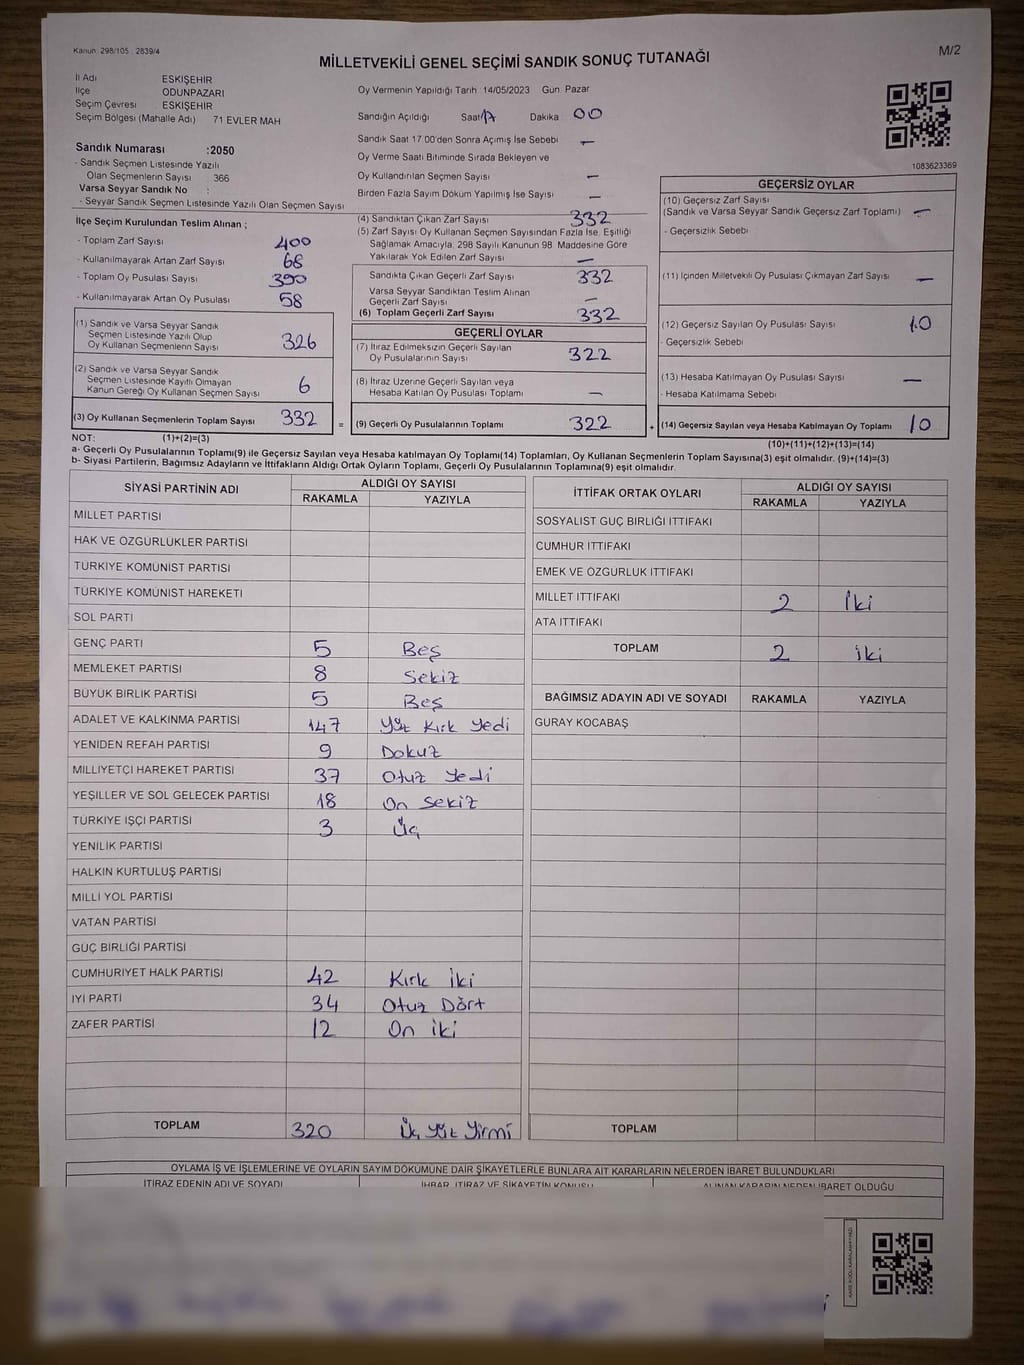 Kanun: 298/105 : 2839/4
M/2
MİLLETVEKİLİ GENEL SEÇİMİ SANDIK SONUÇ TUTANAĞI
İl Adı ESKİŞEHİR
İlçe ODUNPAZARI
Seçim Çevresi ESKİŞEHİR
Seçim Bölgesi (Mahalle Adı) 71 EVLER MAH
Sandık Numarası :2050
- Sandık Seçmen Listesinde Yazılı
Olan Seçmenlerin Sayısı 366
Varsa Seyyar Sandık No :
- Seyyar Sandık Seçmen Listesinde Yazılı Olan Seçmen Sayısı
İlçe Seçim Kurulundan Teslim Alınan ;
- Toplam Zarf Sayısı 400
- Kullanılmayarak Artan Zarf Sayısı 68
- Toplam Oy Pusulası Sayısı 390
- Kullanılmayarak Artan Oy Pusulası 58
(1) Sandık ve Varsa Seyyar Sandık
Seçmen Listesinde Yazılı Olup
Oy Kullanan Seçmenlerin Sayısı 326
(2) Sandık ve Varsa Seyyar Sandık
Seçmen Listesinde Kayıtlı Olmayan
Kanun Gereği Oy Kullanan Seçmen Sayısı 6
(3) Oy Kullanan Seçmenlerin Toplam Sayısı 332 =
Oy Vermenin Yapıldığı Tarih 14/05/2023 Gün Pazar
Sandığın Açıldığı Saat 17 Dakika 00
Sandık Saat 17:00'den Sonra Açımış İse Sebebi —
Oy Verme Saati Bitiminde Sırada Bekleyen ve
Oy Kullandırılan Seçmen Sayısı —
Birden Fazla Sayım Döküm Yapılmış İse Sayısı —
(4) Sandıktan Çıkan Zarf Sayısı 332
(5) Zarf Sayısı Oy Kullanan Seçmen Sayısından Fazla İse, Eşitliği
Sağlamak Amacıyla, 298 Sayılı Kanunun 98. Maddesine Göre
Yakılarak Yok Edilen Zarf Sayısı —
Sandıkta Çıkan Geçerli Zarf Sayısı 332
Varsa Seyyar Sandıktan Teslim Alınan
Geçerli Zarf Sayısı —
(6) Toplam Geçerli Zarf Sayısı 332
GEÇERLİ OYLAR
(7) İtiraz Edilmeksizin Geçerli Sayılan
Oy Pusulalarının Sayısı 322
(8) İtiraz Üzerine Geçerli Sayılan veya
Hesaba Katılan Oy Pusulası Toplamı —
(9) Geçerli Oy Pusulalarının Toplamı 322 +
1083623369
GEÇERSİZ OYLAR
(10) Geçersiz Zarf Sayısı
(Sandık ve Varsa Seyyar Sandık Geçersiz Zarf Toplamı) —
- Geçersizlik Sebebi
(11) İçinden Milletvekili Oy Pusulası Çıkmayan Zarf Sayısı —
(12) Geçersiz Sayılan Oy Pusulası Sayısı 10
- Geçersizlik Sebebi
(13) Hesaba Katılmayan Oy Pusulası Sayısı —
- Hesaba Katılmama Sebebi
(14) Geçersiz Sayılan veya Hesaba Katılmayan Oy Toplamı 10
NOT: (1)+(2)=(3) (10)+(11)+(12)+(13)=(14)
a- Geçerli Oy Pusulalarının Toplamı(9) ile Geçersiz Sayılan veya Hesaba katılmayan Oy Toplamı(14) Toplamları, Oy Kullanan Seçmenlerin Toplam Sayısına(3) eşit olmalıdır. (9)+(14)=(3)
b- Siyasi Partilerin, Bağımsız Adayların ve İttifakların Aldığı Ortak Oyların Toplamı, Geçerli Oy Pusulalarının Toplamına(9) eşit olmalıdır.
SİYASİ PARTİNİN ADI ALDIĞI OY SAYISI
RAKAMLA YAZIYLA
MİLLET PARTİSİ
HAK VE ÖZGÜRLÜKLER PARTİSİ
TÜRKİYE KOMÜNİST PARTİSİ
TÜRKİYE KOMÜNİST HAREKETİ
SOL PARTİ
GENÇ PARTİ 5 Beş
MEMLEKET PARTİSİ 8 Sekiz
BÜYÜK BİRLİK PARTİSİ 5 Beş
ADALET VE KALKINMA PARTİSİ 147 Yüz Kırk Yedi
YENİDEN REFAH PARTİSİ 9 Dokuz
MİLLİYETÇİ HAREKET PARTİSİ 37 Otuz Yedi
YEŞİLLER VE SOL GELECEK PARTİSİ 18 On Sekiz
TÜRKİYE İŞÇİ PARTİSİ 3 Üç
YENİLİK PARTİSİ
HALKIN KURTULUŞ PARTİSİ
MİLLİ YOL PARTİSİ
VATAN PARTİSİ
GÜÇ BİRLİĞİ PARTİSİ
CUMHURİYET HALK PARTİSİ 42 Kırk İki
İYİ PARTİ 34 Otuz Dört
ZAFER PARTİSİ 12 On iki
TOPLAM 320 Üç Yüz Yirmi
İTTİFAK ORTAK OYLARI ALDIĞI OY SAYISI
RAKAMLA YAZIYLA
SOSYALİST GÜÇ BİRLİĞİ İTTİFAKI
CUMHUR İTTİFAKI
EMEK VE ÖZGÜRLÜK İTTİFAKI
MİLLET İTTİFAKI 2 İki
ATA İTTİFAKI
TOPLAM 2 iki
BAĞIMSIZ ADAYIN ADI VE SOYADI RAKAMLA YAZIYLA
GÜRAY KOCABAŞ
TOPLAM
OYLAMA İŞ VE İŞLEMLERİNE VE OYLARIN SAYIM DÖKÜMÜNE DAİR ŞİKAYETLERLE BUNLARA AİT KARARLARIN NELERDEN İBARET BULUNDUKLARI
İTİRAZ EDENİN ADI VE SOYADI İHBAR, İTİRAZ VE ŞİKAYETİN KONUSU ALINAN KARARIN NEDEN İBARET OLDUĞU